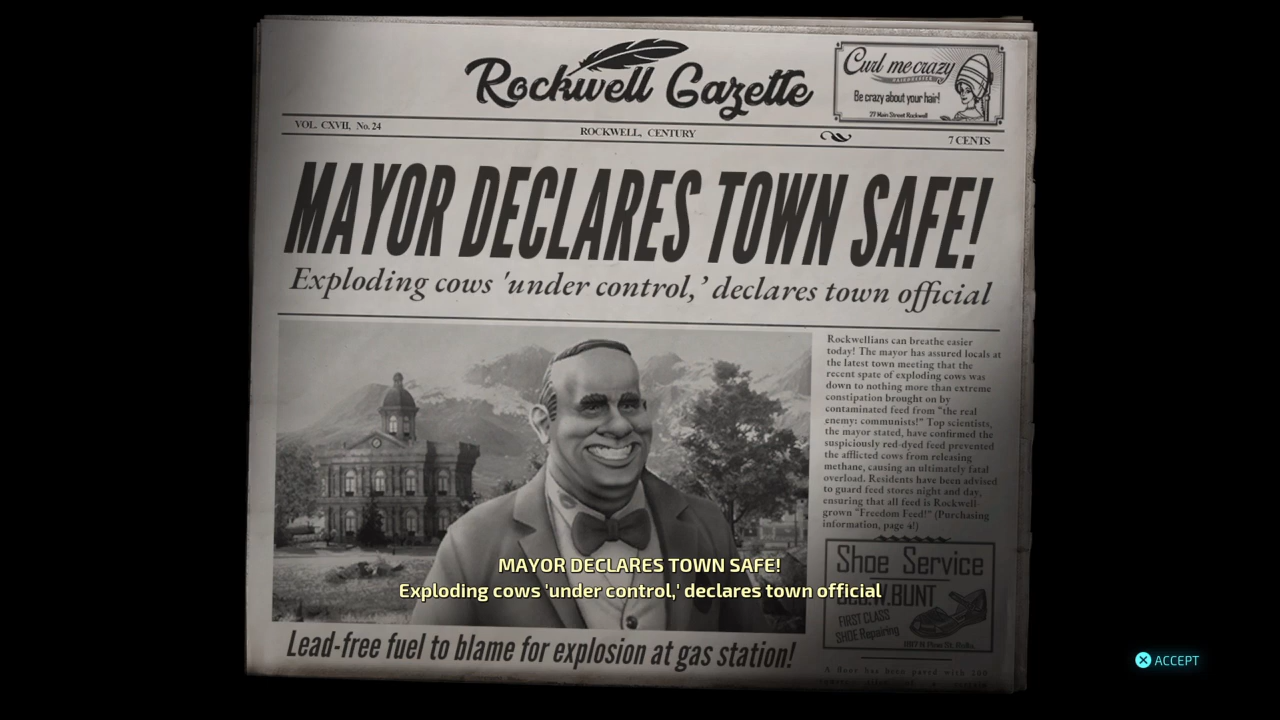 Rockwell Gazette
Curl me crazy
Be crazy about your hair!
27 Main Street Rockwell
VOL. CXVII, No. 24
ROCKWELL, CENTURY
7 CENTS
MAYOR DECLARES TOWN SAFE!
Exploding cows 'under control,' declares town official
Rockwellians can breathe easier
today! The mayor has assured locals at
the latest town meeting that the
recent spate of exploding cows was
down to nothing more than extreme
constipation brought on by
contaminated feed from "the real
enemy: communists!" Top scientists,
the mayor stated, have confirmed the
suspiciously red-dyed feed prevented
the afflicted cows from releasing
methane, causing an ultimately fatal
overload. Residents have been advised
to guard feed stores night and day,
ensuring that all feed is Rockwell-
grown "Freedom Feed!" (Purchasing
information, page 4!)
MAYOR DECLARES TOWN SAFE!
Exploding cows 'under control,' declares town official
Shoe Service
W.BUNT
FIRST CLASS
SHOE Repairing
Lead-free fuel to blame for explosion at gas station!
ACCEPT